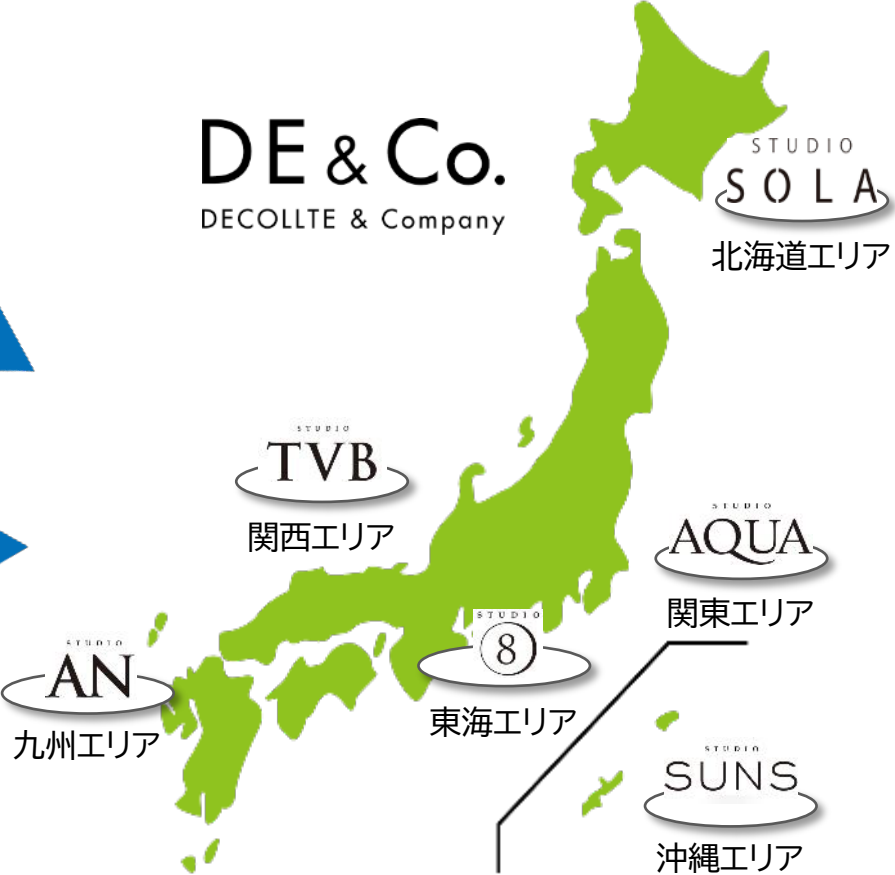 DE & Co.
DECOLLTE & Company
STUDIO
SOLA
北海道エリア
STUDIO
TVB
関西エリア
STUDIO
AQUA
関東エリア
STUDIO
8
東海エリア
STUDIO
AN
九州エリア
STUDIO
SUNS
沖縄エリア